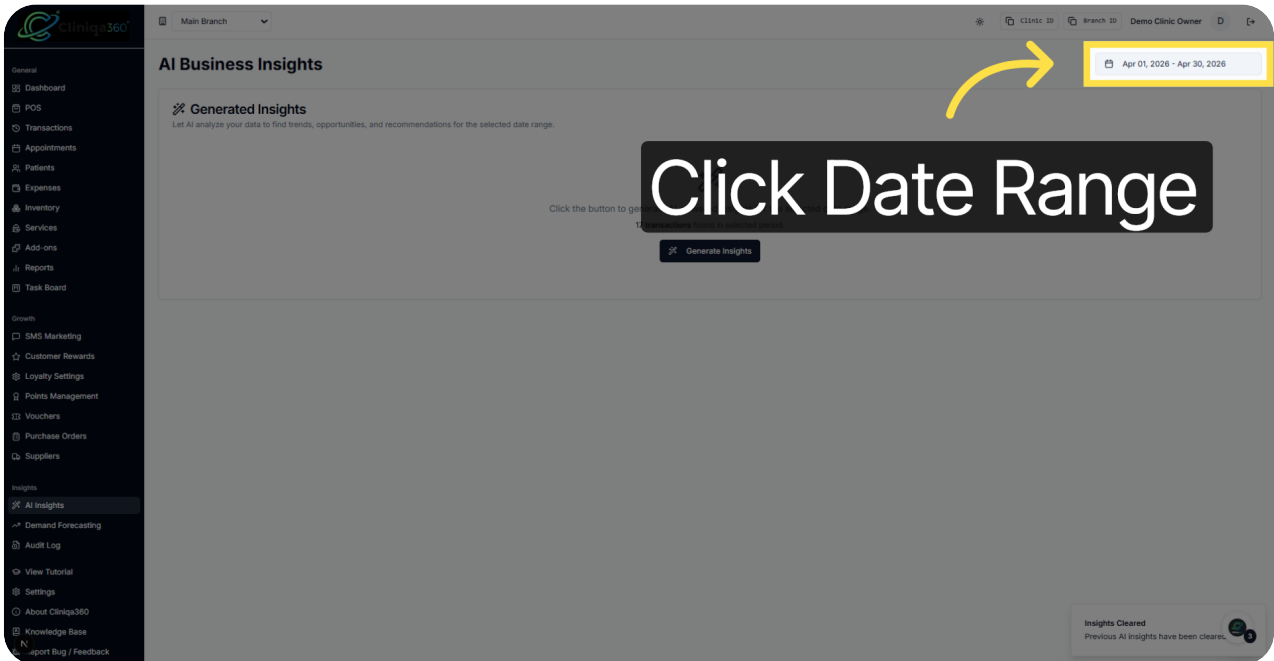 Cliniqa360°
Main Branch
Clinic ID
Branch ID
Demo Clinic Owner
D
AI Business Insights
Apr 01, 2026 - Apr 30, 2026
Generated Insights
Let AI analyze your data to find trends, opportunities, and recommendations for the selected date range.
Click Date Range
Click the button to
Generate Insights
General
Dashboard
POS
Transactions
Appointments
Patients
Expenses
Inventory
Services
Add-ons
Reports
Task Board
Growth
SMS Marketing
Customer Rewards
Loyalty Settings
Points Management
Vouchers
Purchase Orders
Suppliers
Insights
AI Insights
Demand Forecasting
Audit Log
View Tutorial
Settings
About Cliniqa360
Knowledge Base
N
Report Bug / Feedback
Insights Cleared
Previous AI insights have been cleared
3